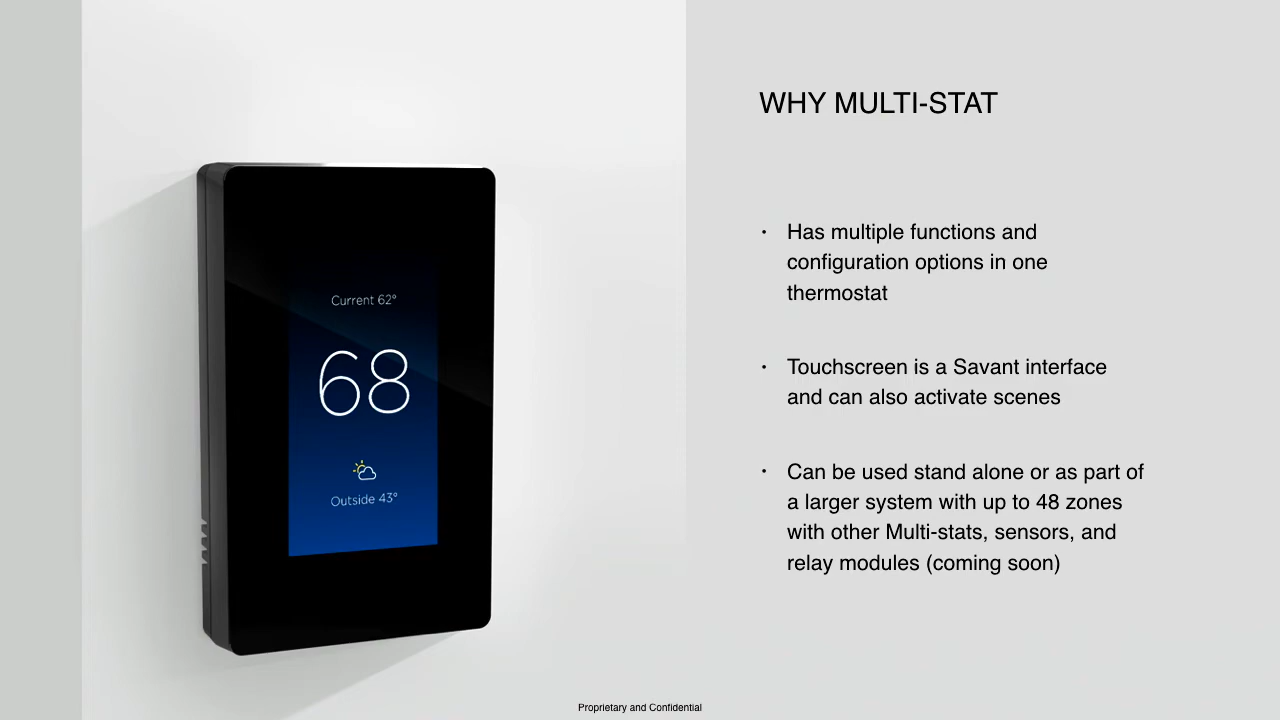 WHY MULTI-STAT
• Has multiple functions and
configuration options in one
thermostat
• Touchscreen is a Savant interface
and can also activate scenes
• Can be used stand alone or as part of
a larger system with up to 48 zones
with other Multi-stats, sensors, and
relay modules (coming soon)
Current 62°
68
Outside 43°
Proprietary and Confidential